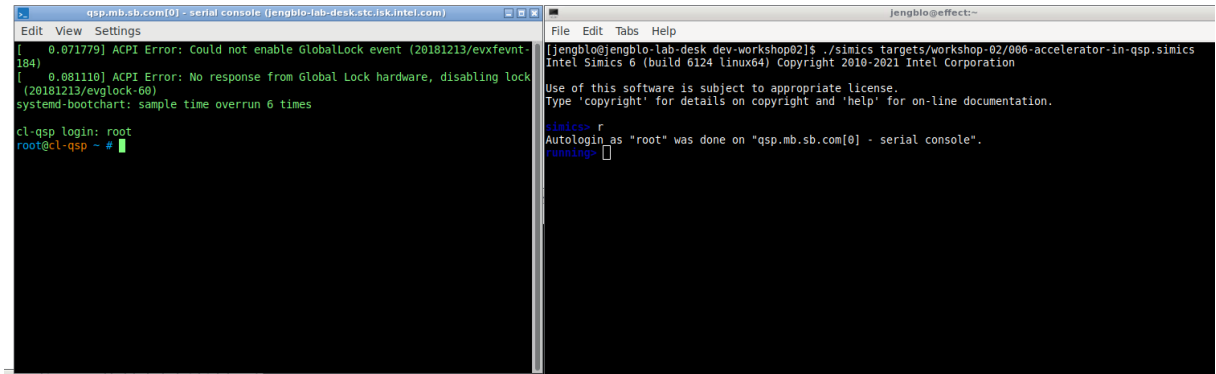 qsp.mb.sb.com[0] - serial console (jengblo-lab-desk.stc.isk.intel.com)
Edit View Settings
[    0.071779] ACPI Error: Could not enable GlobalLock event (20181213/evxfevnt-
184)
[    0.081110] ACPI Error: No response from Global Lock hardware, disabling lock
 (20181213/evglock-60)
systemd-bootchart: sample time overrun 6 times
cl-qsp login: root
root@cl-qsp ~ #
jengblo@effect:~
File Edit Tabs Help
[jengblo@jengblo-lab-desk dev-workshop02]$ ./simics targets/workshop-02/006-accelerator-in-qsp.simics
Intel Simics 6 (build 6124 linux64) Copyright 2010-2021 Intel Corporation
Use of this software is subject to appropriate license.
Type 'copyright' for details on copyright and 'help' for on-line documentation.
simics> r
Autologin as "root" was done on "qsp.mb.sb.com[0] - serial console".
running>